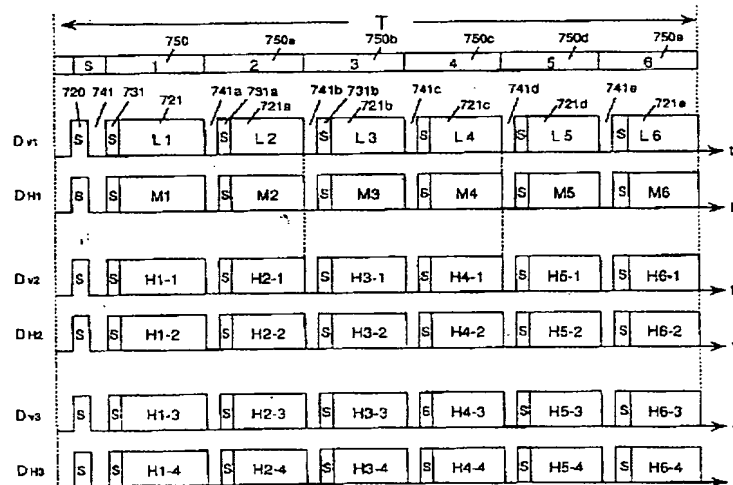 T
750 750a 750b 750c 750d 750e
S 1 2 3 4 5 6
720 741 731 721 741a 731a 721a 741b 731b 721b 741c 721c 741d 721d 741e 721e
DV1 S S L1 S L2 S L3 S L4 S L5 S L6 t
DH1 S S M1 S M2 S M3 S M4 S M5 S M6
DV2 S S H1-1 S H2-1 S H3-1 S H4-1 S H5-1 S H6-1
DH2 S S H1-2 S H2-2 S H3-2 S H4-2 S H5-2 S H6-2
DV3 S S H1-3 S H2-3 S H3-3 S H4-3 S H5-3 S H6-3
DH3 S S H1-4 S H2-4 S H3-4 S H4-4 S H5-4 S H6-4